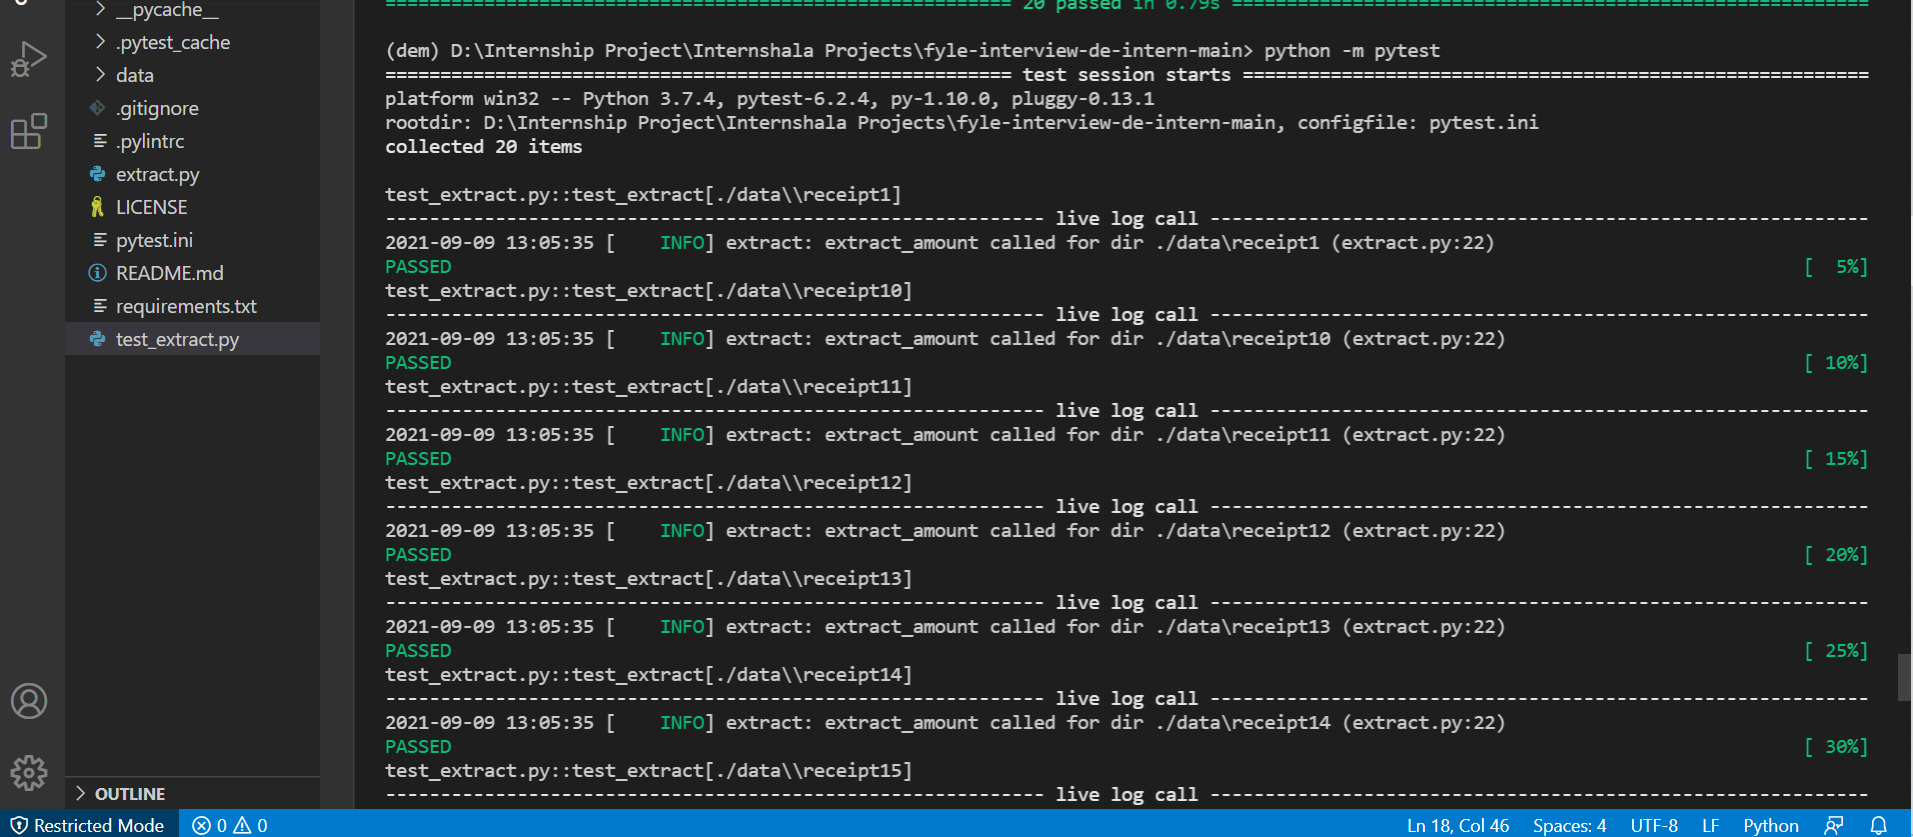 __pycache__
.pytest_cache
data
.gitignore
.pylintrc
extract.py
LICENSE
pytest.ini
README.md
requirements.txt
test_extract.py
OUTLINE
============================ 20 passed in 0.79s ============================
(dem) D:\Internship Project\Internshala Projects\fyle-interview-de-intern-main> python -m pytest
============================ test session starts ============================
platform win32 -- Python 3.7.4, pytest-6.2.4, py-1.10.0, pluggy-0.13.1
rootdir: D:\Internship Project\Internshala Projects\fyle-interview-de-intern-main, configfile: pytest.ini
collected 20 items
test_extract.py::test_extract[./data\\receipt1]
---------------------------- live log call ----------------------------
2021-09-09 13:05:35 [    INFO] extract: extract_amount called for dir ./data\receipt1 (extract.py:22)
PASSED [  5%]
test_extract.py::test_extract[./data\\receipt10]
---------------------------- live log call ----------------------------
2021-09-09 13:05:35 [    INFO] extract: extract_amount called for dir ./data\receipt10 (extract.py:22)
PASSED [ 10%]
test_extract.py::test_extract[./data\\receipt11]
---------------------------- live log call ----------------------------
2021-09-09 13:05:35 [    INFO] extract: extract_amount called for dir ./data\receipt11 (extract.py:22)
PASSED [ 15%]
test_extract.py::test_extract[./data\\receipt12]
---------------------------- live log call ----------------------------
2021-09-09 13:05:35 [    INFO] extract: extract_amount called for dir ./data\receipt12 (extract.py:22)
PASSED [ 20%]
test_extract.py::test_extract[./data\\receipt13]
---------------------------- live log call ----------------------------
2021-09-09 13:05:35 [    INFO] extract: extract_amount called for dir ./data\receipt13 (extract.py:22)
PASSED [ 25%]
test_extract.py::test_extract[./data\\receipt14]
---------------------------- live log call ----------------------------
2021-09-09 13:05:35 [    INFO] extract: extract_amount called for dir ./data\receipt14 (extract.py:22)
PASSED [ 30%]
test_extract.py::test_extract[./data\\receipt15]
---------------------------- live log call ----------------------------
Restricted Mode 0 0 Ln 18, Col 46 Spaces: 4 UTF-8 LF Python